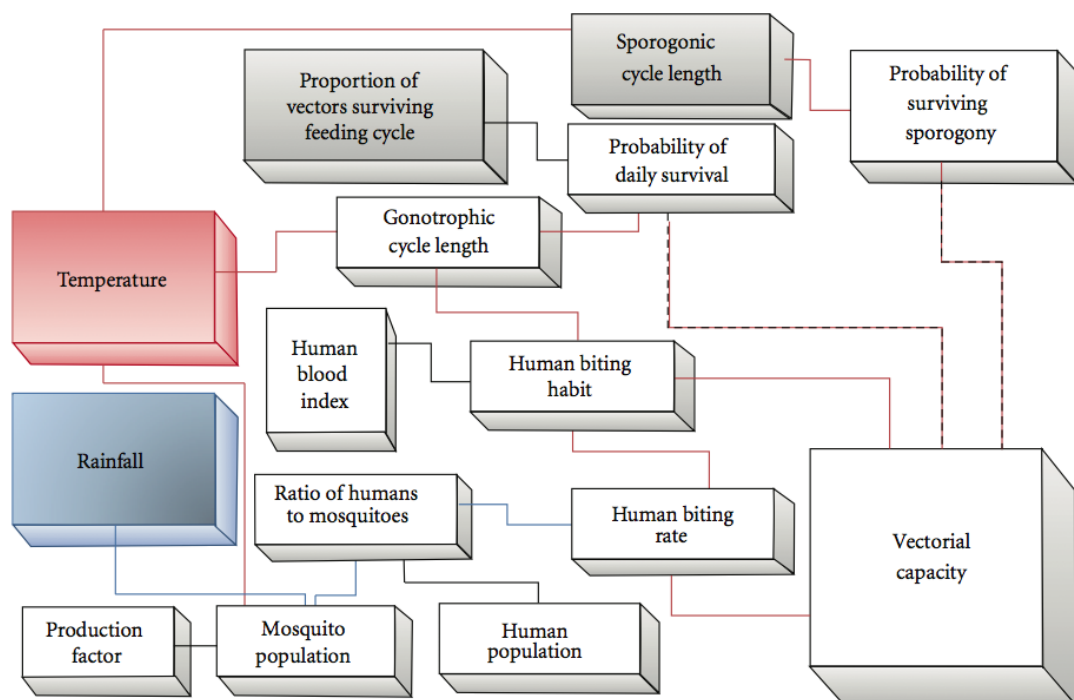 Sporogonic
cycle length
Proportion of
vectors surviving
feeding cycle
Probability of
surviving
sporogony
Probability of
daily survival
Gonotrophic
cycle length
Temperature
Human
blood
index
Human biting
habit
Rainfall
Ratio of humans
to mosquitoes
Human biting
rate
Vectorial
capacity
Production
factor
Mosquito
population
Human
population